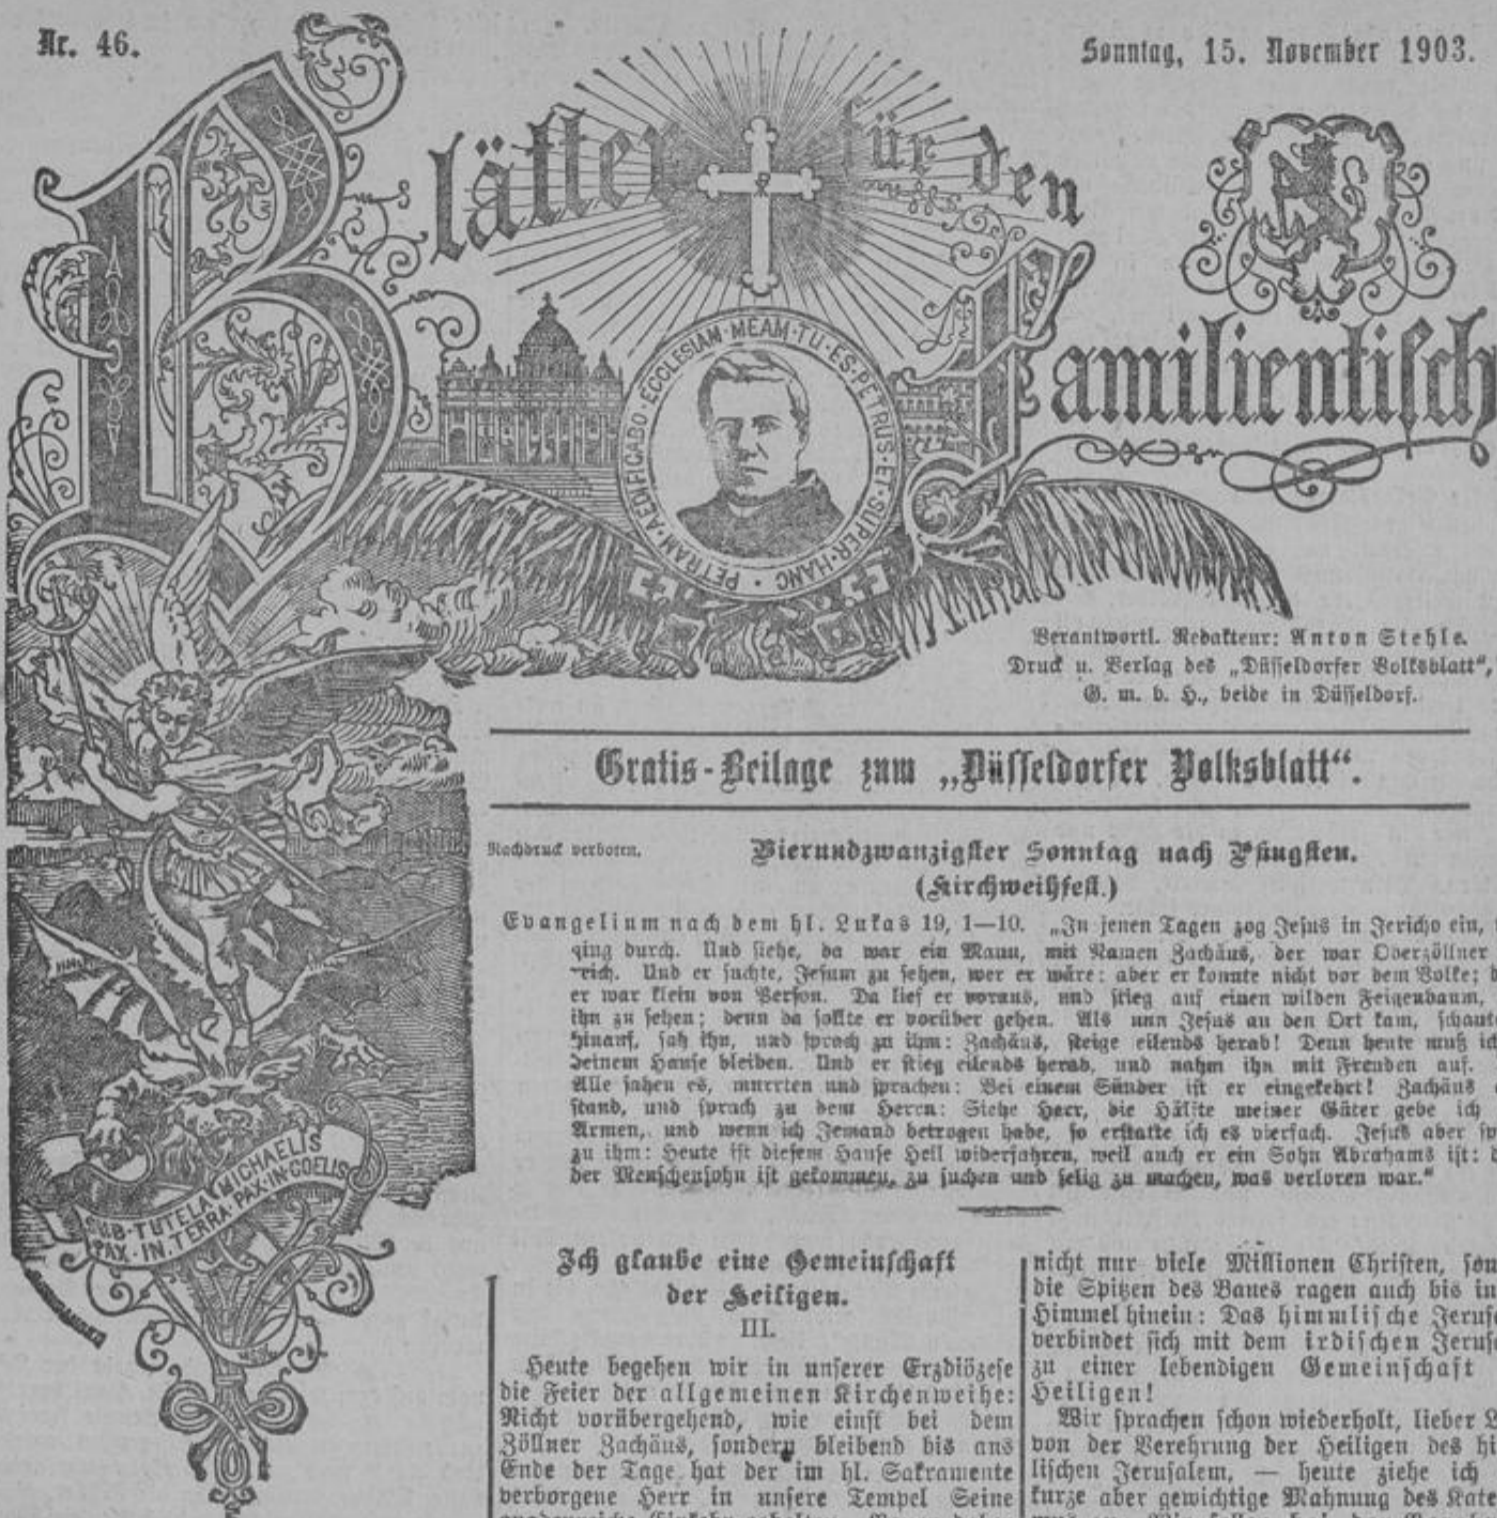 Nr. 46.
Sonntag, 15. November 1903.
Blätter für den
Familientisch
PETRAM · AEDIFICABO · ECCLESIAM · MEAM · TU · ES · PETRUS · ET · SUPER · HANC ·
Verantwortl. Redakteur: Anton Stehle.
Druck u. Verlag des „Düsseldorfer Volksblatt“,
G. m. b. H., beide in Düsseldorf.
Gratis-Beilage zum „Düsseldorfer Volksblatt“.
Nachdruck verboten.
Vierundzwanzigster Sonntag nach Pfingsten.
(Kirchweihfest.)
Evangelium nach dem hl. Lukas 19, 1—10. „In jenen Tagen zog Jesus in Jericho ein,
ging durch. Und siehe, da war ein Mann, mit Namen Zachäus, der war Oberzöllner
reich. Und er suchte, Jesum zu sehen, wer er wäre: aber er konnte nicht vor dem Volke;
er war klein von Person. Da lief er voraus, und stieg auf einen wilden Feigenbaum,
ihn zu sehen; denn da sollte er vorüber gehen. Als nun Jesus an den Ort kam, schaut
hinauf, sah ihn, und sprach zu ihm: Zachäus, steige eilends herab! Denn heute muß ich
Deinem Hause bleiben. Und er stieg eilends herab, und nahm ihn mit Freuden auf.
Alle sahen es, murrten und sprachen: Bei einem Sünder ist er eingekehrt! Zachäus
stand, und sprach zu dem Herrn: Siehe Herr, die Hälfte meiner Güter gebe ich
Armen, und wenn ich Jemand betrogen habe, so erstatte ich es vierfach. Jesus aber
zu ihm: Heute ist diesem Hause Heil widerfahren, weil auch er ein Sohn Abrahams ist:
der Menschensohn ist gekommen, zu suchen und selig zu machen, was verloren war.“
SUB · TUTELA MICHAELIS
PAX · IN · TERRA · PAX · IN · COELIS
Ich glaube eine Gemeinschaft
der Heiligen.
III.
Heute begehen wir in unserer Erzdiözese
die Feier der allgemeinen Kirchenweihe:
Nicht vorübergehend, wie einst bei dem
Zöllner Zachäus, sondern bleibend bis ans
Ende der Tage hat der im hl. Sakramente
verborgene Herr in unsere Tempel Seine
nicht nur viele Millionen Christen, son
die Spitzen des Baues ragen auch bis in
Himmel hinein: Das himmlische Jerus
verbindet sich mit dem irdischen Jerus
zu einer lebendigen Gemeinschaft
Heiligen!
Wir sprachen schon wiederholt, lieber L
von der Verehrung der Heiligen des hi
lischen Jerusalem, — heute ziehe ich
kurze aber gewichtige Mahnung des Kate